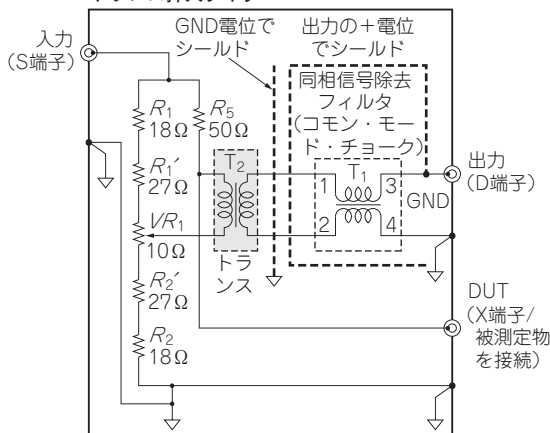 入力
(S端子)
GND電位で
シールド
出力の+電位
でシールド
同相信号除去
フィルタ
(コモン・モー
ド・チョーク)
R₁
18Ω
R₅
50Ω
R₁′
27Ω
VR₁
10Ω
R₂′
27Ω
R₂
18Ω
T₂
トラ
ンス
T₁
1
3
2
4
GND
出力
(D端子)
DUT
(X端子/
被測定物
を接続)